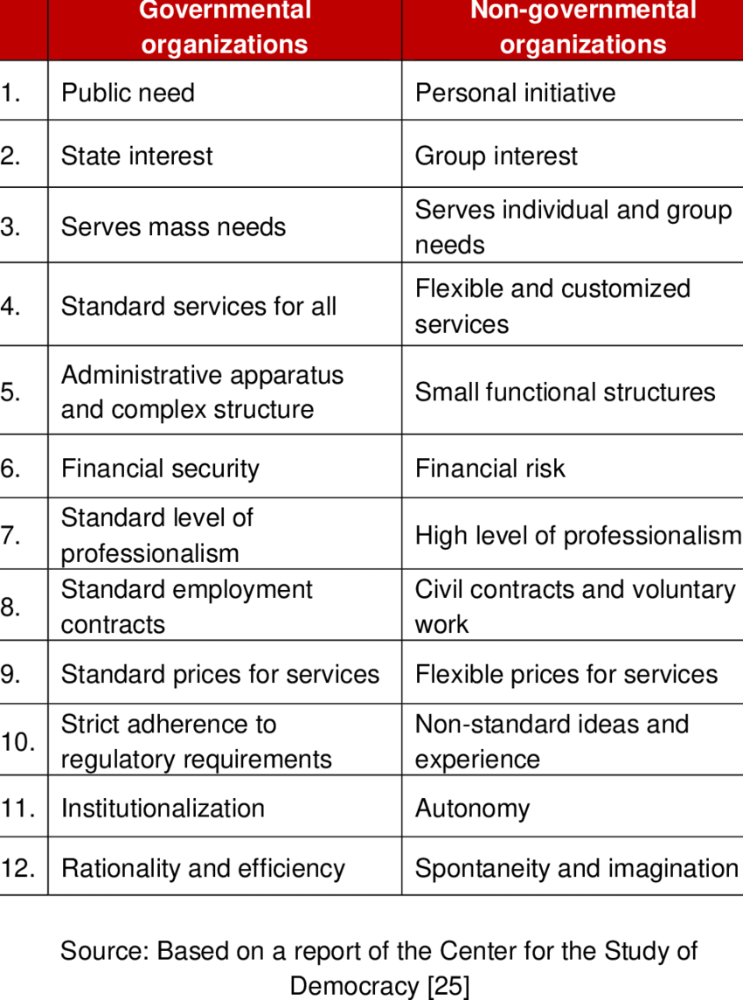 Governmental
organizations
Non-governmental
organizations
1.
Public need
Personal initiative
2.
State interest
Group interest
3.
Serves mass needs
Serves individual and group
needs
4.
Standard services for all
Flexible and customized
services
5.
Administrative apparatus
and complex structure
Small functional structures
6.
Financial security
Financial risk
7.
Standard level of
professionalism
High level of professionalism
8.
Standard employment
contracts
Civil contracts and voluntary
work
9.
Standard prices for services
Flexible prices for services
10.
Strict adherence to
regulatory requirements
Non-standard ideas and
experience
11.
Institutionalization
Autonomy
12.
Rationality and efficiency
Spontaneity and imagination
Source: Based on a report of the Center for the Study of
Democracy [25]